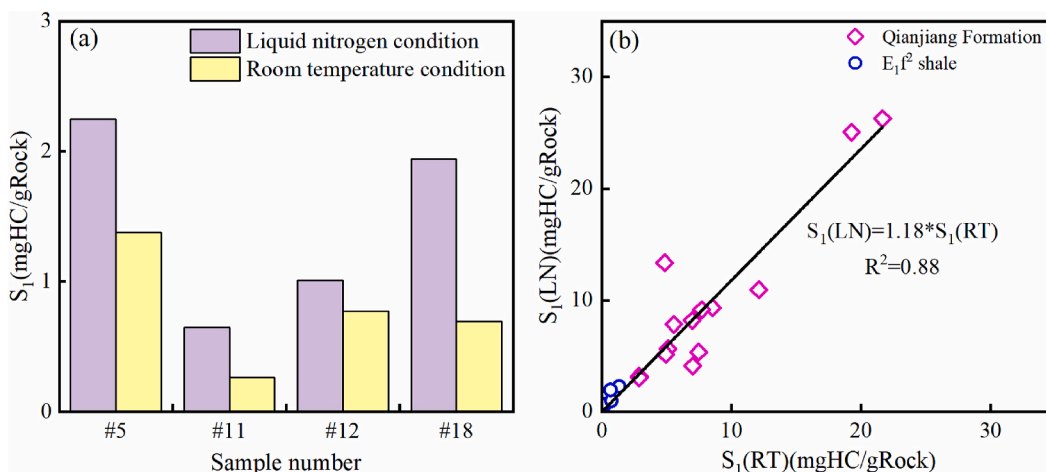 (a)
Liquid nitrogen condition
Room temperature condition
3
2
1
0
S₁(mgHC/gRock)
#5 #11 #12 #18
Sample number
(b)
Qianjiang Formation
E₁f² shale
30
20
10
0
S₁(LN)(mgHC/gRock)
S₁(LN)=1.18*S₁(RT)
R²=0.88
0 10 20 30
S₁(RT)(mgHC/gRock)